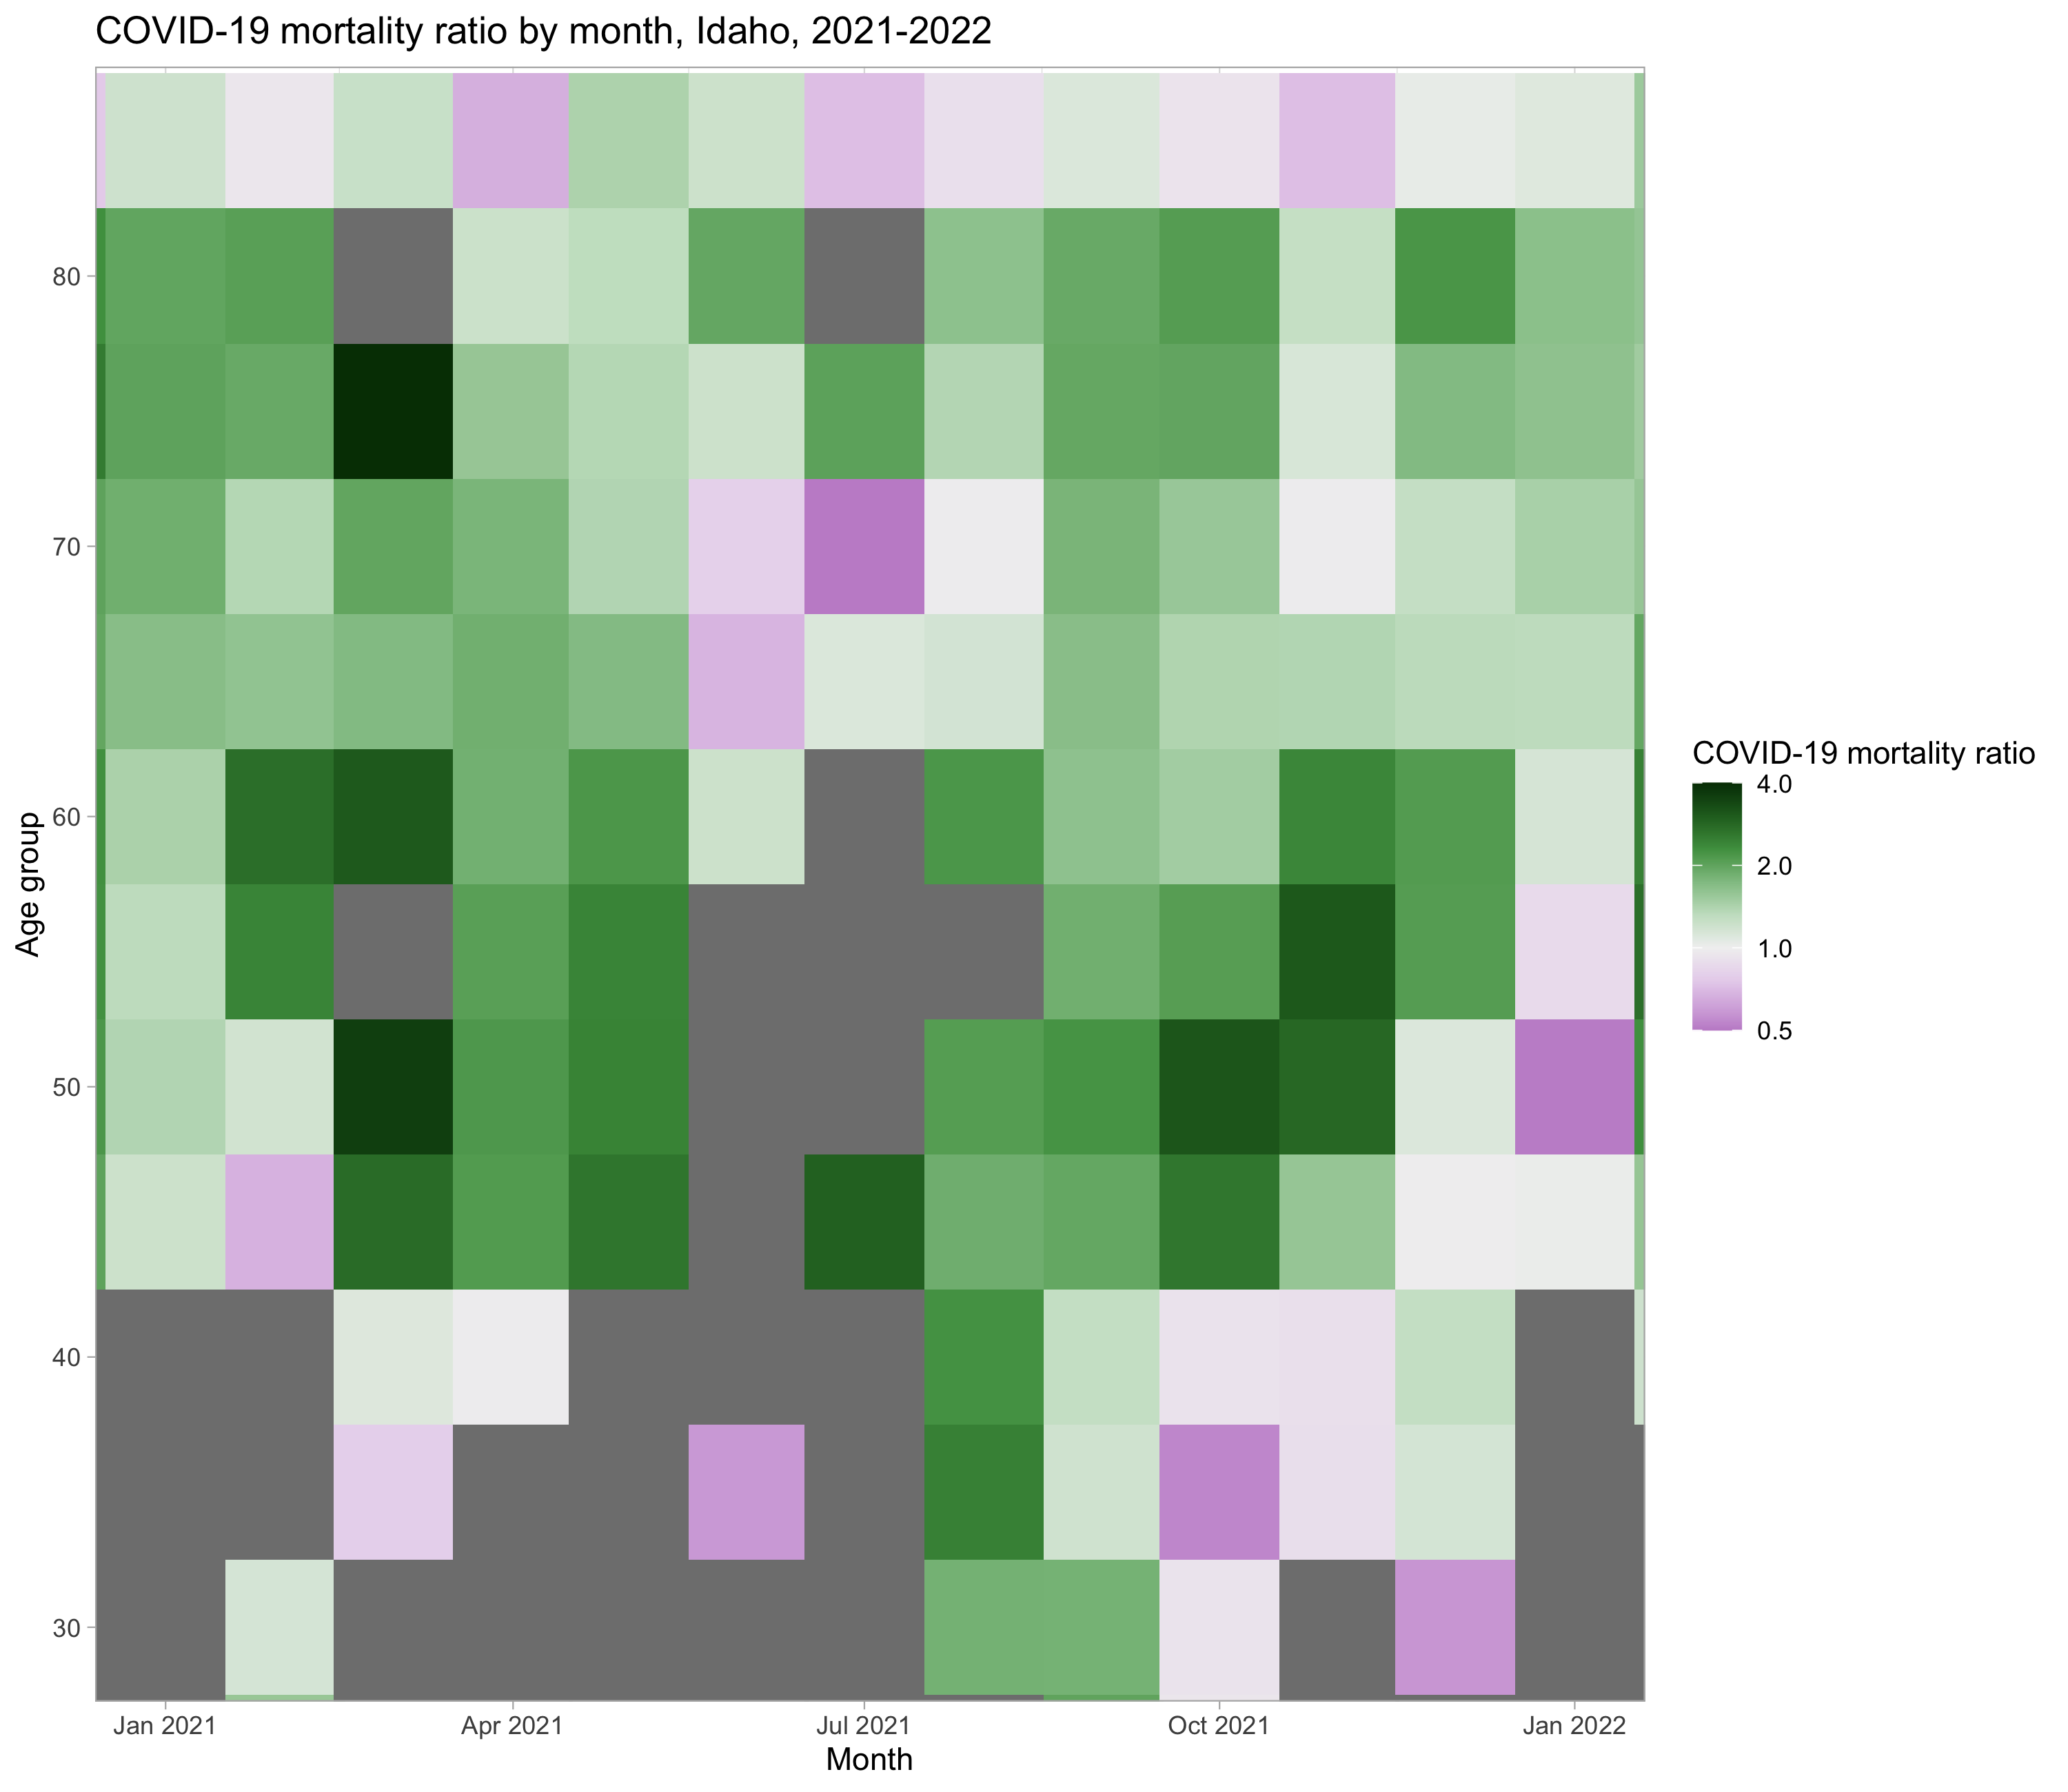 COVID-19 mortality ratio by month, Idaho, 2021-2022
80
70
60
50
40
30
Age group
Jan 2021
Apr 2021
Jul 2021
Oct 2021
Jan 2022
Month
COVID-19 mortality ratio
4.0
2.0
1.0
0.5